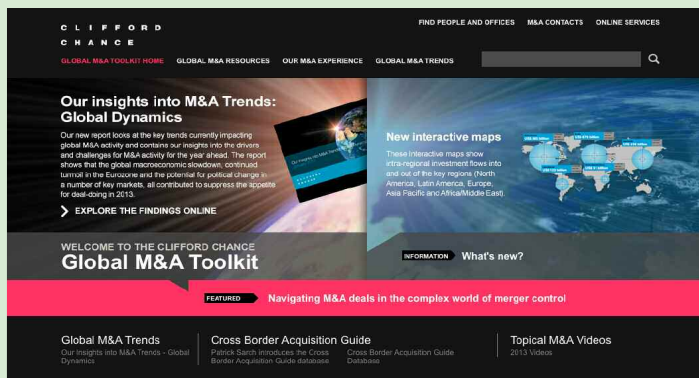 CLIFFORD
CHANCE
FIND PEOPLE AND OFFICES M&A CONTACTS ONLINE SERVICES
GLOBAL M&A TOOLKIT HOME GLOBAL M&A RESOURCES OUR M&A EXPERIENCE GLOBAL M&A TRENDS
Our insights into M&A Trends:
Global Dynamics
Our new report looks at the key trends currently impacting
global M&A activity and contains our insights into the drivers
and challenges for M&A activity for the year ahead. The report
shows that the global macroeconomic slowdown, continued
turmoil in the Eurozone and the potential for political change in
a number of key markets, all contributed to suppress the appetite
for deal-doing in 2013.
EXPLORE THE FINDINGS ONLINE
New interactive maps
These interactive maps show
intra-regional investment flows into
and out of the key regions (North
America, Latin America, Europe,
Asia Pacific and Africa/Middle East)
WELCOME TO THE CLIFFORD CHANCE
Global M&A Toolkit
INFORMATION What's new?
FEATURED Navigating M&A deals in the complex world of merger control
Global M&A Trends
Our Insights into M&A Trends - Global
Dynamics
Cross Border Acquisition Guide
Patrick Sarch introduces the Cross
Border Acquisition Guide database
Cross Border Acquisition Guide
Database
Topical M&A Videos
2013 Videos